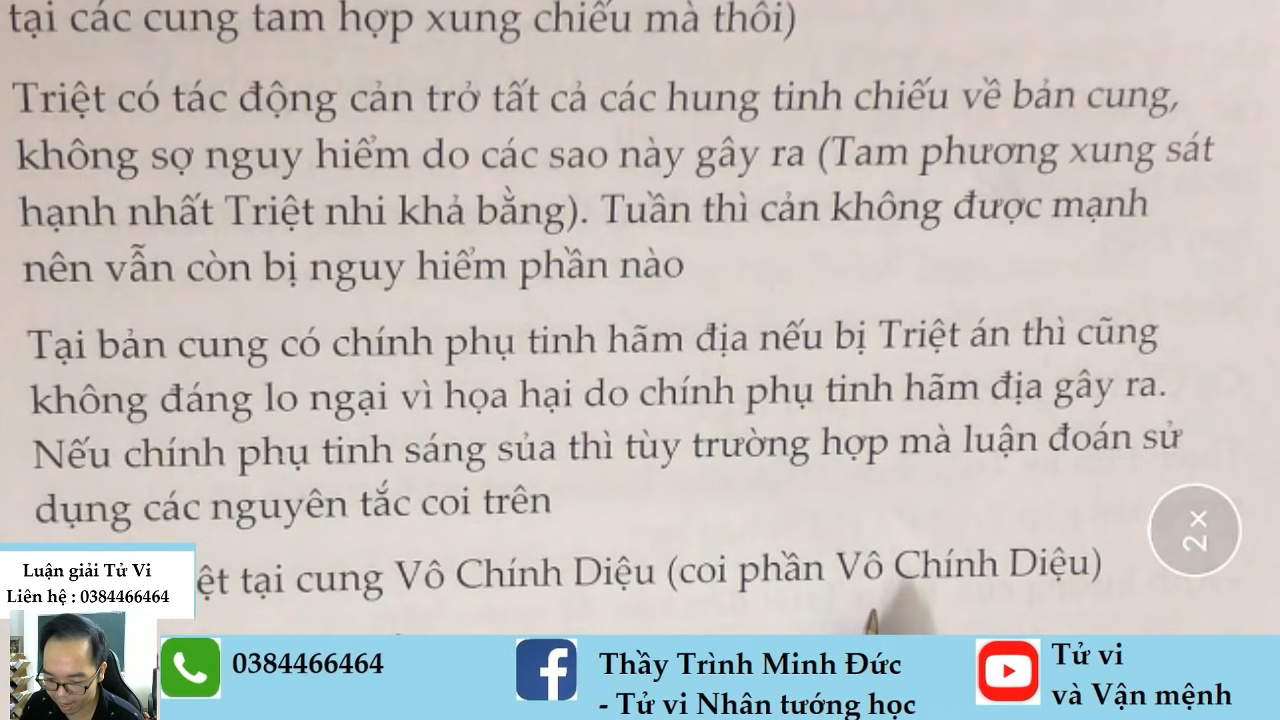 tại các cung tam hợp xung chiếu mà thôi)
Triệt có tác động cản trở tất cả các hung tinh chiếu về bản cung,
không sợ nguy hiểm do các sao này gây ra (Tam phương xung sát
hạnh nhất Triệt nhi khả bằng). Tuần thì cản không được mạnh
nên vẫn còn bị nguy hiểm phần nào
Tại bản cung có chính phụ tinh hãm địa nếu bị Triệt án thì cũng
không đáng lo ngại vì họa hại do chính phụ tinh hãm địa gây ra.
Nếu chính phụ tinh sáng sủa thì tùy trường hợp mà luận đoán sử
dụng các nguyên tắc coi trên
2×
ệt tại cung Vô Chính Diệu (coi phần Vô Chính Diệu)
Luận giải Tử Vi
Liên hệ : 0384466464
0384466464
Thầy Trình Minh Đức
- Tử vi Nhân tướng học
Tử vi
và Vận mệnh